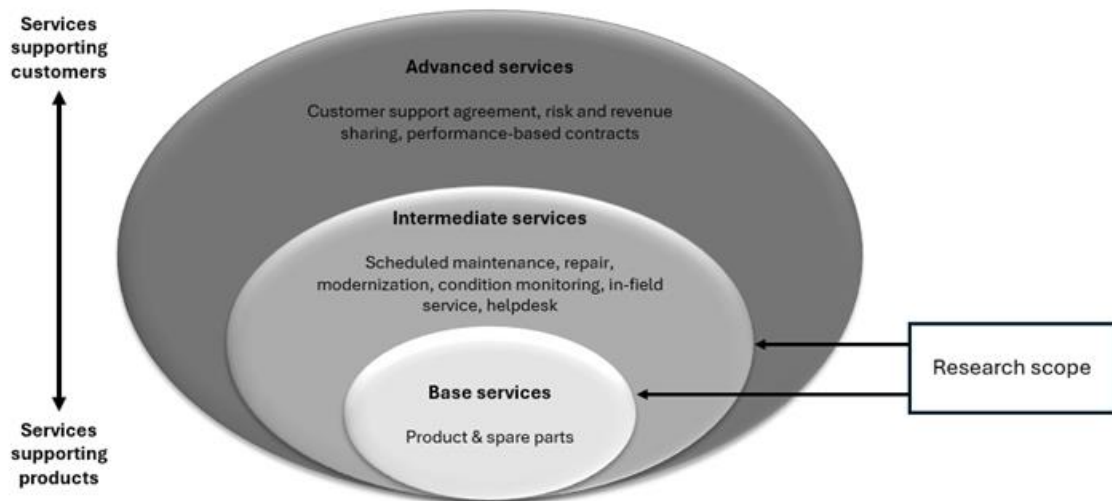 Services
supporting
customers
Advanced services
Customer support agreement, risk and revenue
sharing, performance-based contracts
Intermediate services
Scheduled maintenance, repair,
modernization, condition monitoring, in-field
service, helpdesk
Research scope
Base services
Product & spare parts
Services
supporting
products